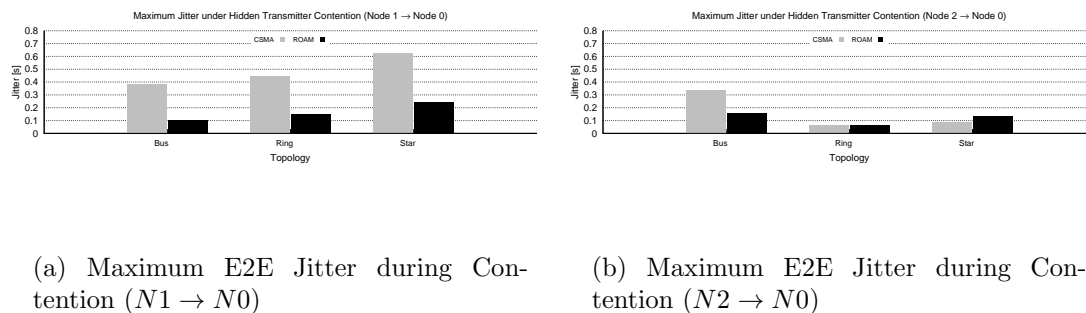 Maximum Jitter under Hidden Transmitter Contention (Node 1 → Node 0)
CSMA ROAM
Jitter [s]
0.8
0.7
0.6
0.5
0.4
0.3
0.2
0.1
0
Bus Ring Star
Topology
Maximum Jitter under Hidden Transmitter Contention (Node 2 → Node 0)
CSMA ROAM
Jitter [s]
0.8
0.7
0.6
0.5
0.4
0.3
0.2
0.1
0
Bus Ring Star
Topology
(a) Maximum E2E Jitter during Con-
tention (N1 → N0)
(b) Maximum E2E Jitter during Con-
tention (N2 → N0)